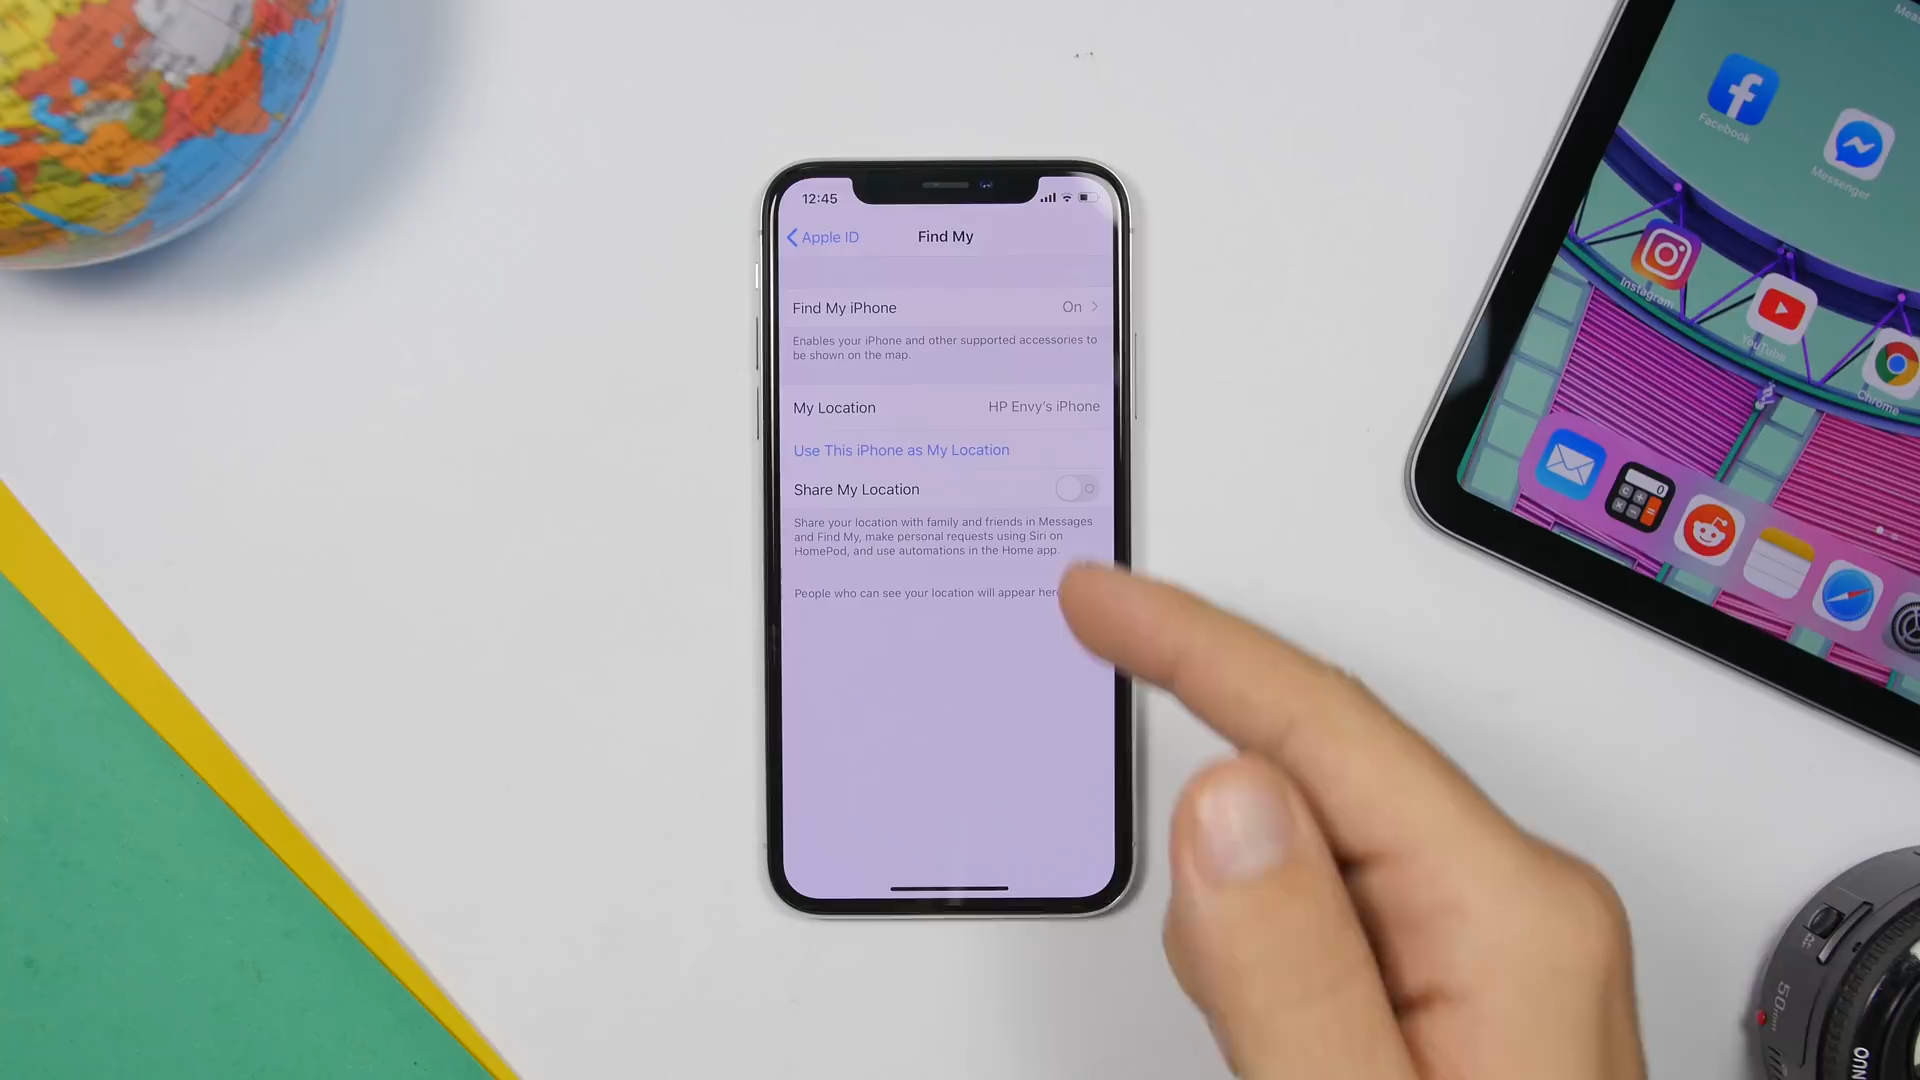 12:45
Apple ID
Find My
Find My iPhone
On
Enables your iPhone and other supported accessories to
be shown on the map.
My Location
HP Envy's iPhone
Use This iPhone as My Location
Share My Location
Share your location with family and friends in Messages
and Find My, make personal requests using Siri on
HomePod, and use automations in the Home app.
People who can see your location will appear here
Facebook
Messenger
Instagram
YouTube
Chrome
0
50mm